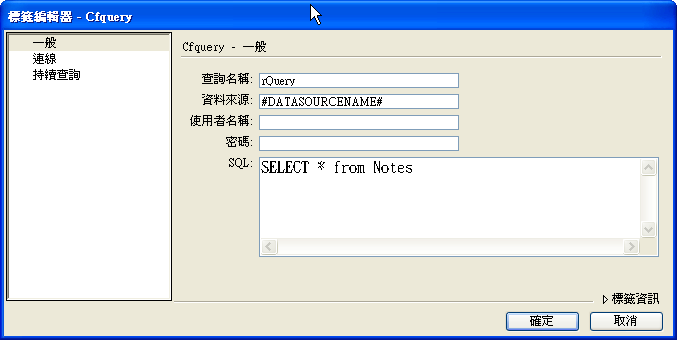 標籤編輯器 - Cfquery
一般
連線
持續查詢
Cfquery - 一般
查詢名稱: rQuery
資料來源: #DATASOURCENAME#
使用者名稱:
密碼:
SQL: SELECT * from Notes
標籤資訊
確定 取消